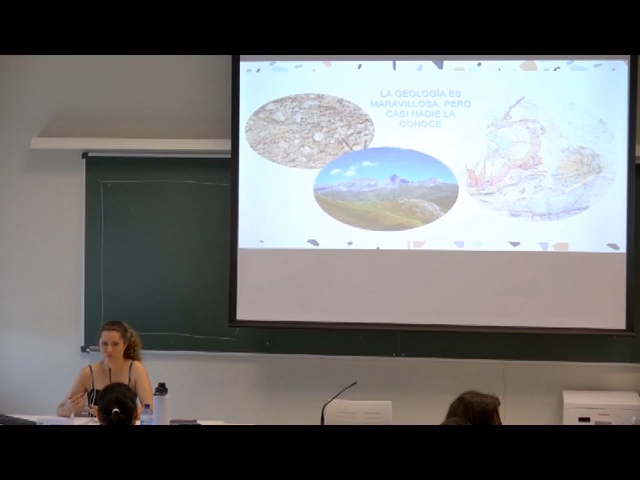 LA GEOLOGÍA ES
MARAVILLOSA, PERO
CASI NADIE LA
CONOCE